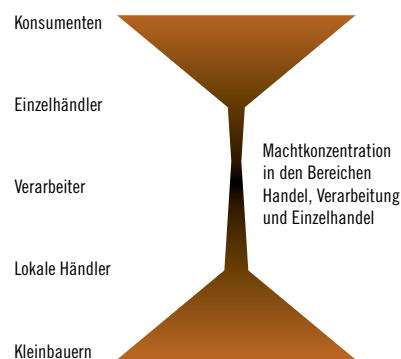 Konsumenten
Einzelhändler
Machtkonzentration
in den Bereichen
Handel, Verarbeitung
und Einzelhandel
Verarbeiter
Lokale Händler
Kleinbauern